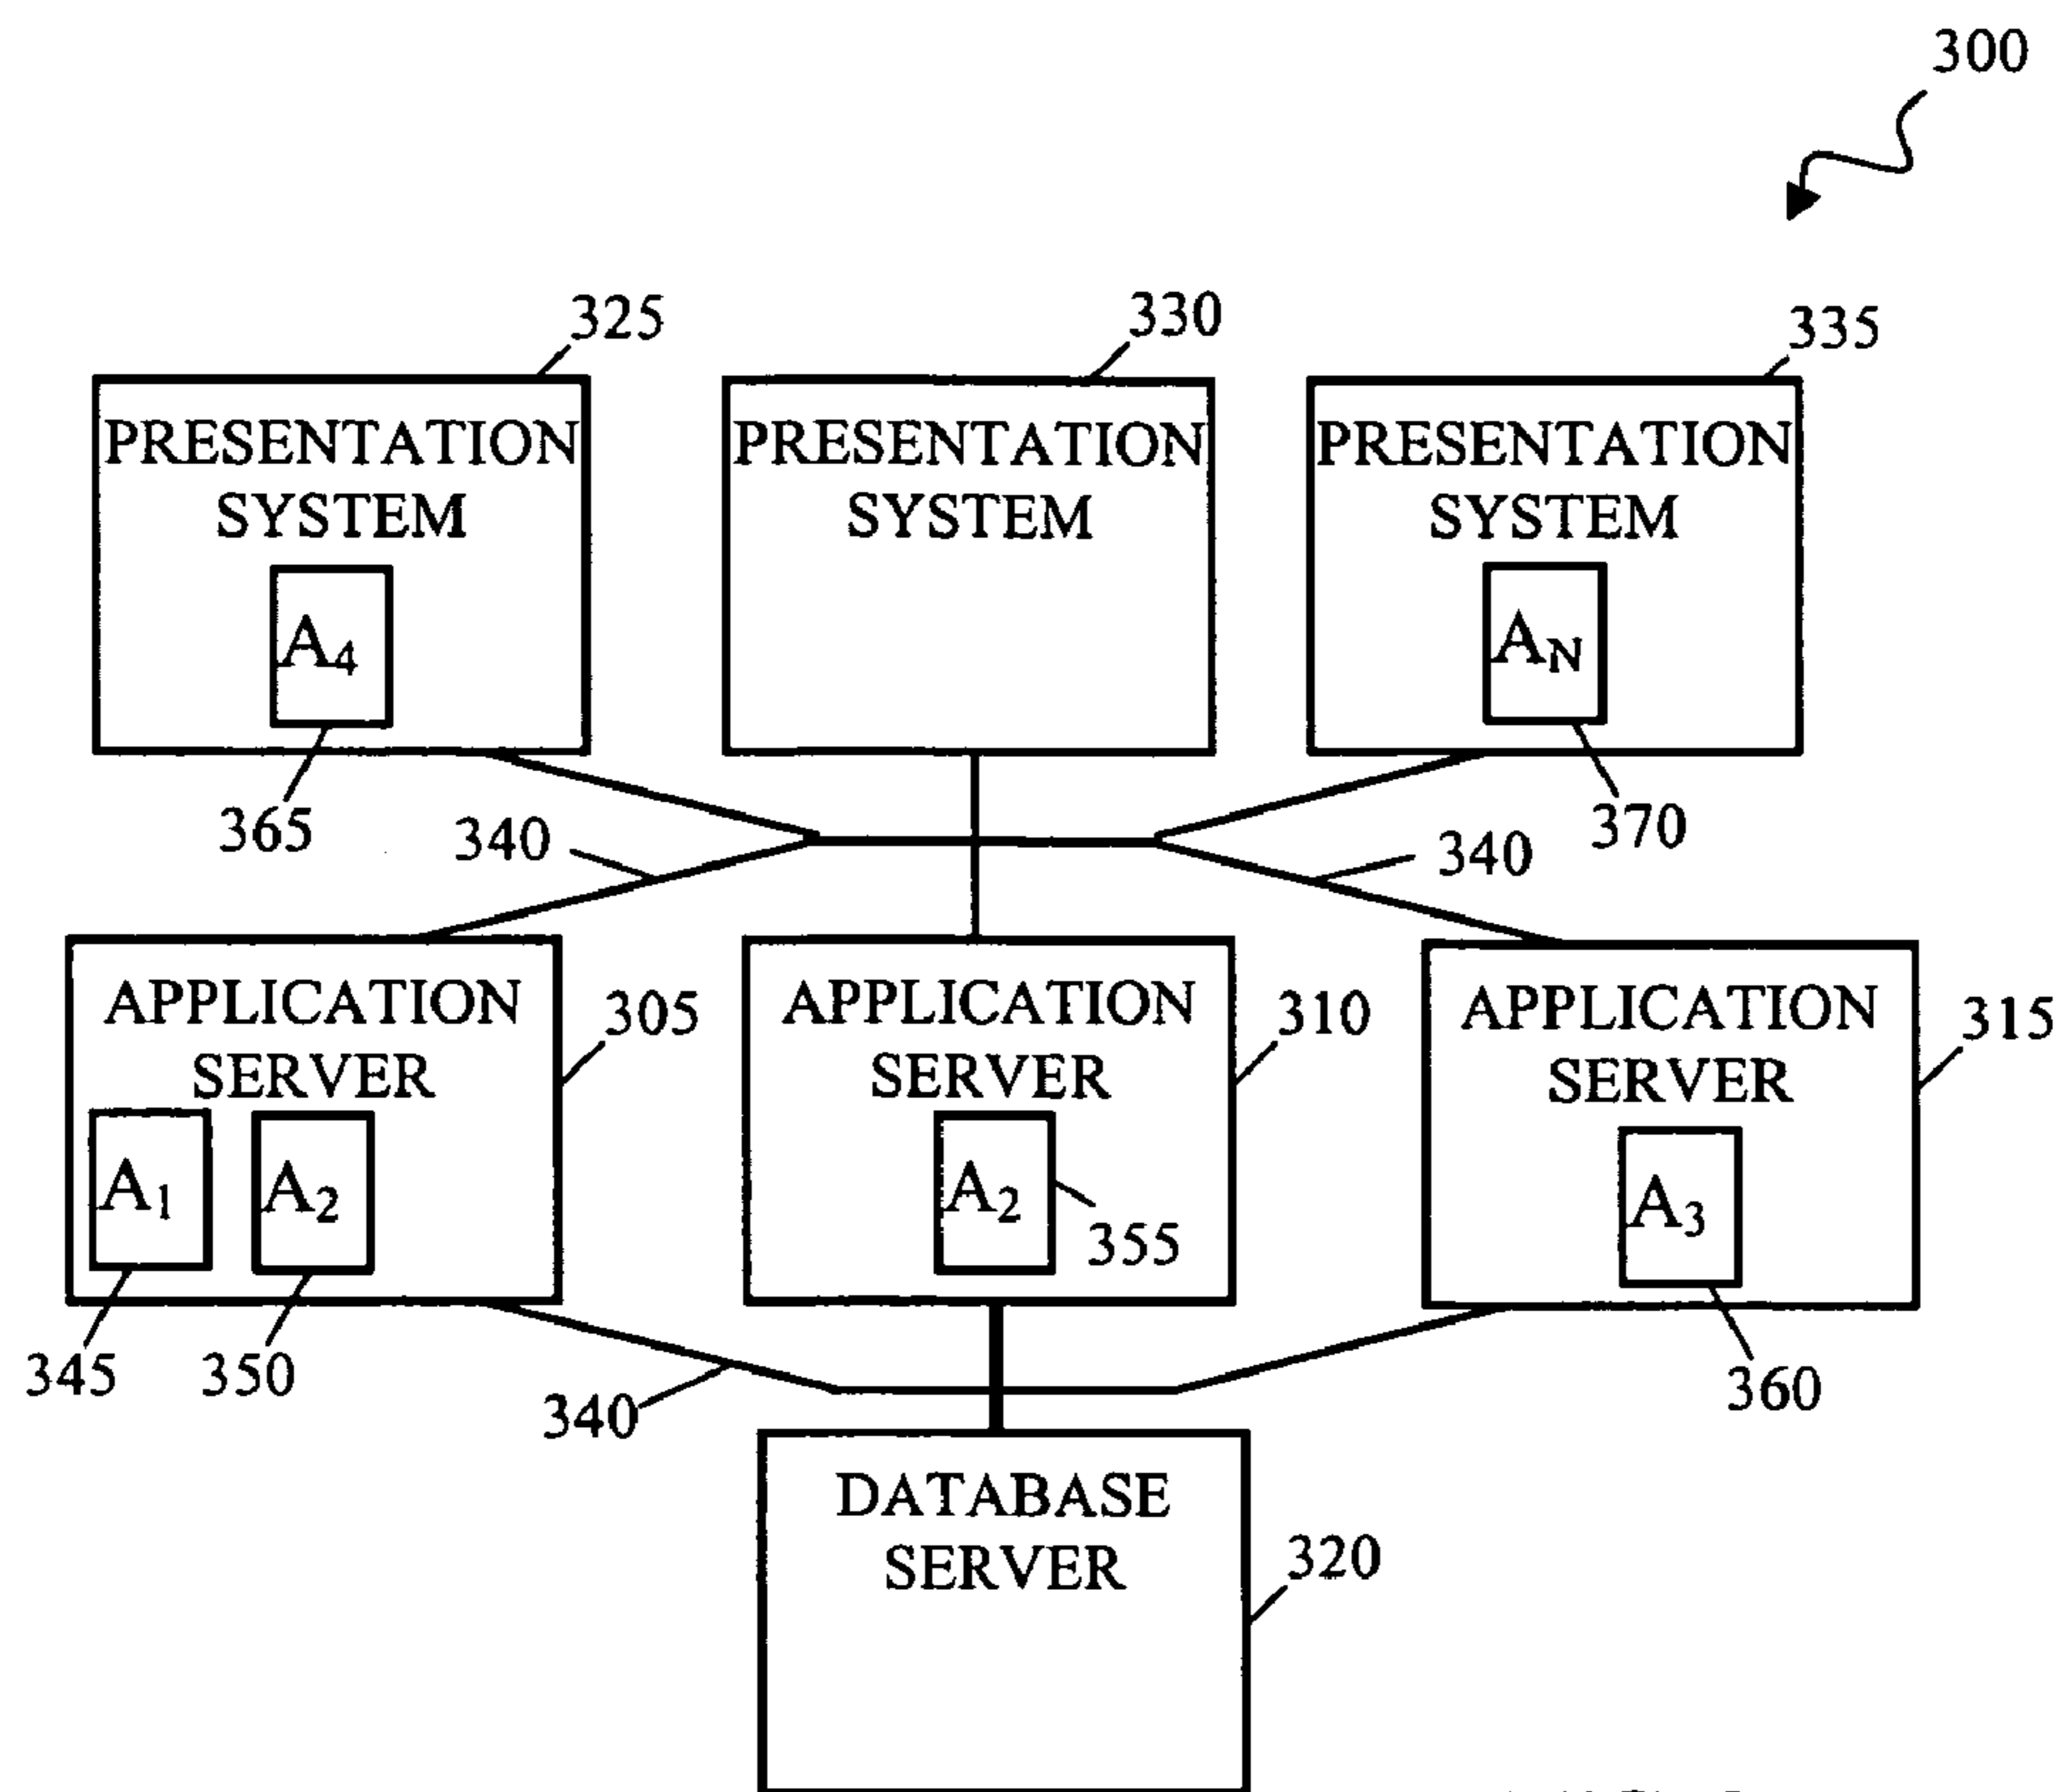 300
325
330
335
PRESENTATION
SYSTEM
A4
PRESENTATION
SYSTEM
PRESENTATION
SYSTEM
AN
365
340
340
370
APPLICATION
SERVER
A1
A2
305
APPLICATION
SERVER
A2
355
310
APPLICATION
SERVER
A3
315
345
350
340
360
DATABASE
SERVER
320